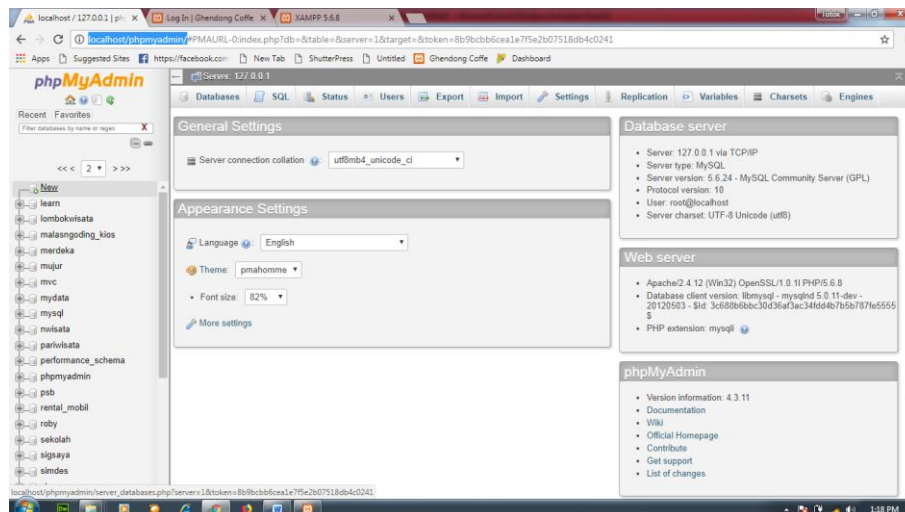 localhost / 127.0.0.1 | ph
Log In | Ghendong Coffe
XAMPP 5.6.8
Totok
localhost/phpmyadmin/#PMAURL-0:index.php?db=&table=&server=1&target=&token=8b9bcbb6cea1e7f5e2b07518db4c0241
Apps
Suggested Sites
https://facebook.com
New Tab
ShutterPress
Untitled
Ghendong Coffe
Dashboard
phpMyAdmin
Recent Favorites
Filter databases by name or regex
X
<< <
2
> >>
New
learn
lombokwisata
malasngoding_kios
merdeka
mujur
mvc
mydata
mysql
nwisata
pariwisata
performance_schema
phpmyadmin
psb
rental_mobil
roby
sekolah
sigsaya
simdes
Server: 127.0.0.1
Databases
SQL
Status
Users
Export
Import
Settings
Replication
Variables
Charsets
Engines
General Settings
Server connection collation
:
utf8mb4_unicode_ci
Appearance Settings
Language
:
English
Theme:
pmahomme
Font size:
82%
More settings
Database server
Server: 127.0.0.1 via TCP/IP
Server type: MySQL
Server version: 5.6.24 - MySQL Community Server (GPL)
Protocol version: 10
User: root@localhost
Server charset: UTF-8 Unicode (utf8)
Web server
Apache/2.4.12 (Win32) OpenSSL/1.0.1l PHP/5.6.8
Database client version: libmysql - mysqlnd 5.0.11-dev -
20120503 - $Id: 3c688b6bbc30d36af3ac34fdd4b7b5b787fe5555
$
PHP extension: mysqli
phpMyAdmin
Version information: 4.3.11
Documentation
Wiki
Official Homepage
Contribute
Get support
List of changes
localhost/phpmyadmin/server_databases.php?server=1&token=8b9bcbb6cea1e7f5e2b07518db4c0241
1:18 PM